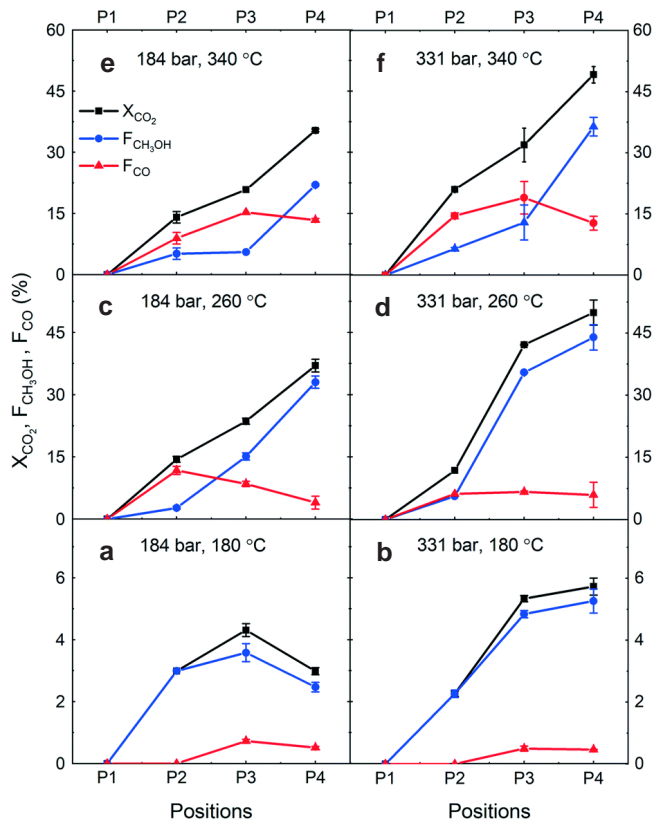 P1 P2 P3 P4 P1 P2 P3 P4
60 60
e 184 bar, 340 °C f 331 bar, 340 °C
45 45
X_CO₂
F_CH₃OH
F_CO
30 30
15 15
0 0
c 184 bar, 260 °C d 331 bar, 260 °C
45 45
30 30
15 15
0 0
a 184 bar, 180 °C b 331 bar, 180 °C
6 6
4 4
2 2
0 0
P1 P2 P3 P4 P1 P2 P3 P4
Positions Positions
X_CO₂, F_CH₃OH, F_CO (%)